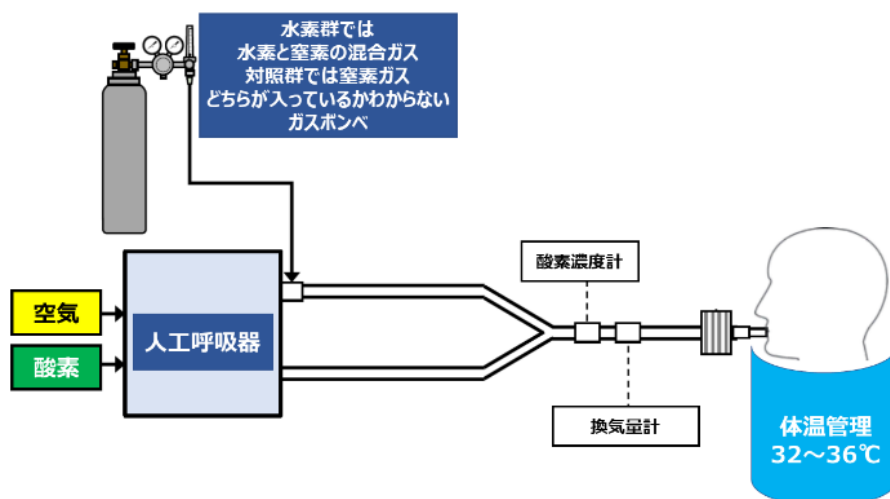 水素群では
水素と窒素の混合ガス
対照群では窒素ガス
どちらが入っているかわからない
ガスボンベ
酸素濃度計
空気
人工呼吸器
酸素
換気量計
体温管理
32～36℃